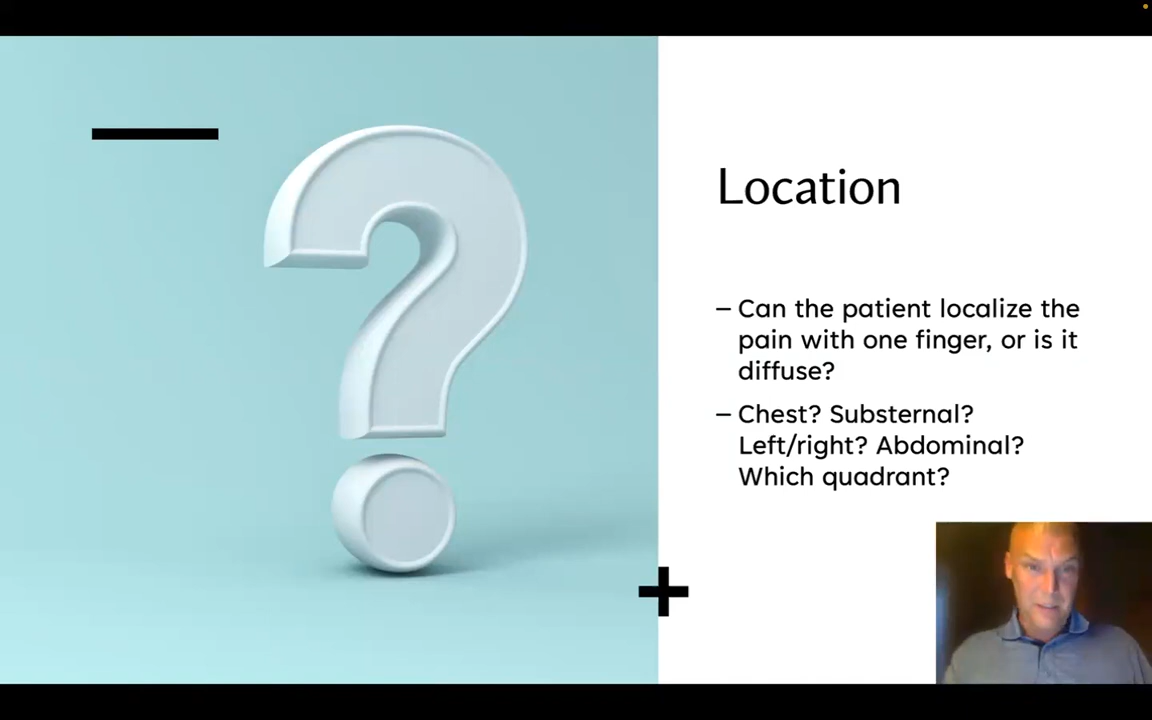 Location
– Can the patient localize the
pain with one finger, or is it
diffuse?
– Chest? Substernal?
Left/right? Abdominal?
Which quadrant?